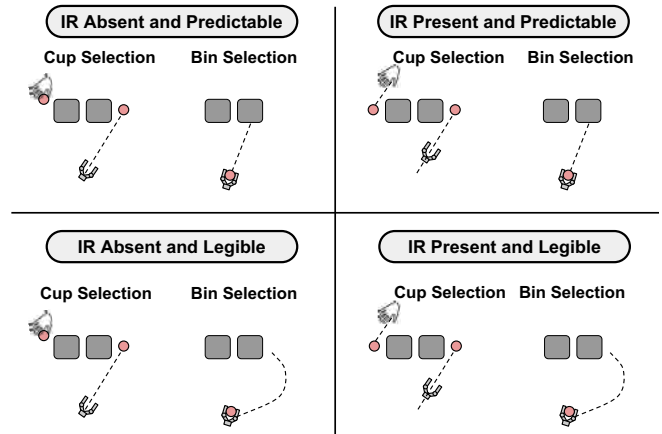 IR Absent and Predictable
Cup Selection Bin Selection
IR Present and Predictable
Cup Selection Bin Selection
IR Absent and Legible
Cup Selection Bin Selection
IR Present and Legible
Cup Selection Bin Selection